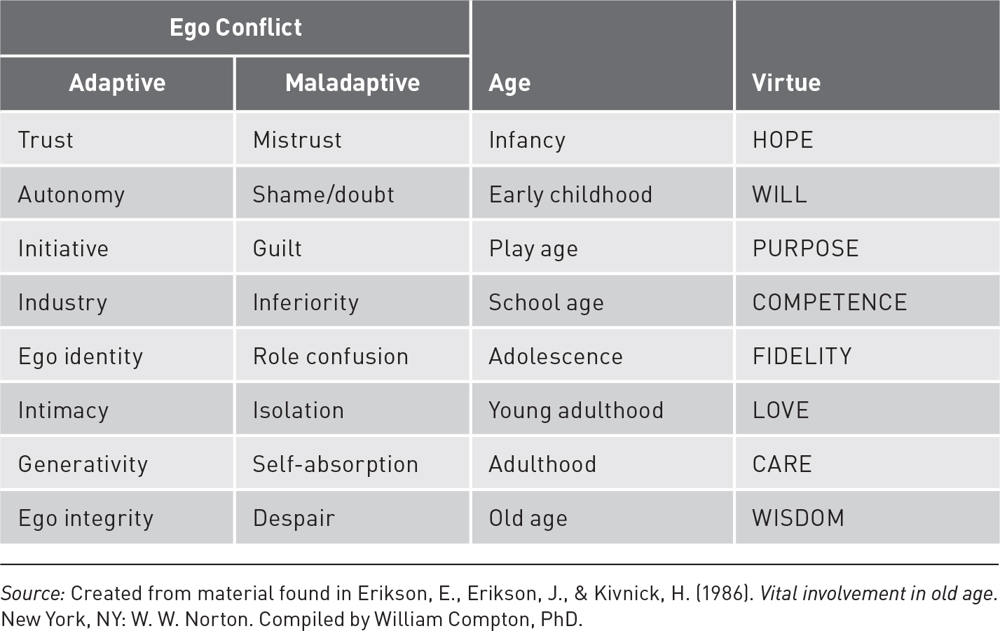 Ego Conflict
Adaptive Maladaptive Age Virtue
Trust Mistrust Infancy HOPE
Autonomy Shame/doubt Early childhood WILL
Initiative Guilt Play age PURPOSE
Industry Inferiority School age COMPETENCE
Ego identity Role confusion Adolescence FIDELITY
Intimacy Isolation Young adulthood LOVE
Generativity Self-absorption Adulthood CARE
Ego integrity Despair Old age WISDOM
Source: Created from material found in Erikson, E., Erikson, J., & Kivnick, H. (1986). Vital involvement in old age.
New York, NY: W. W. Norton. Compiled by William Compton, PhD.